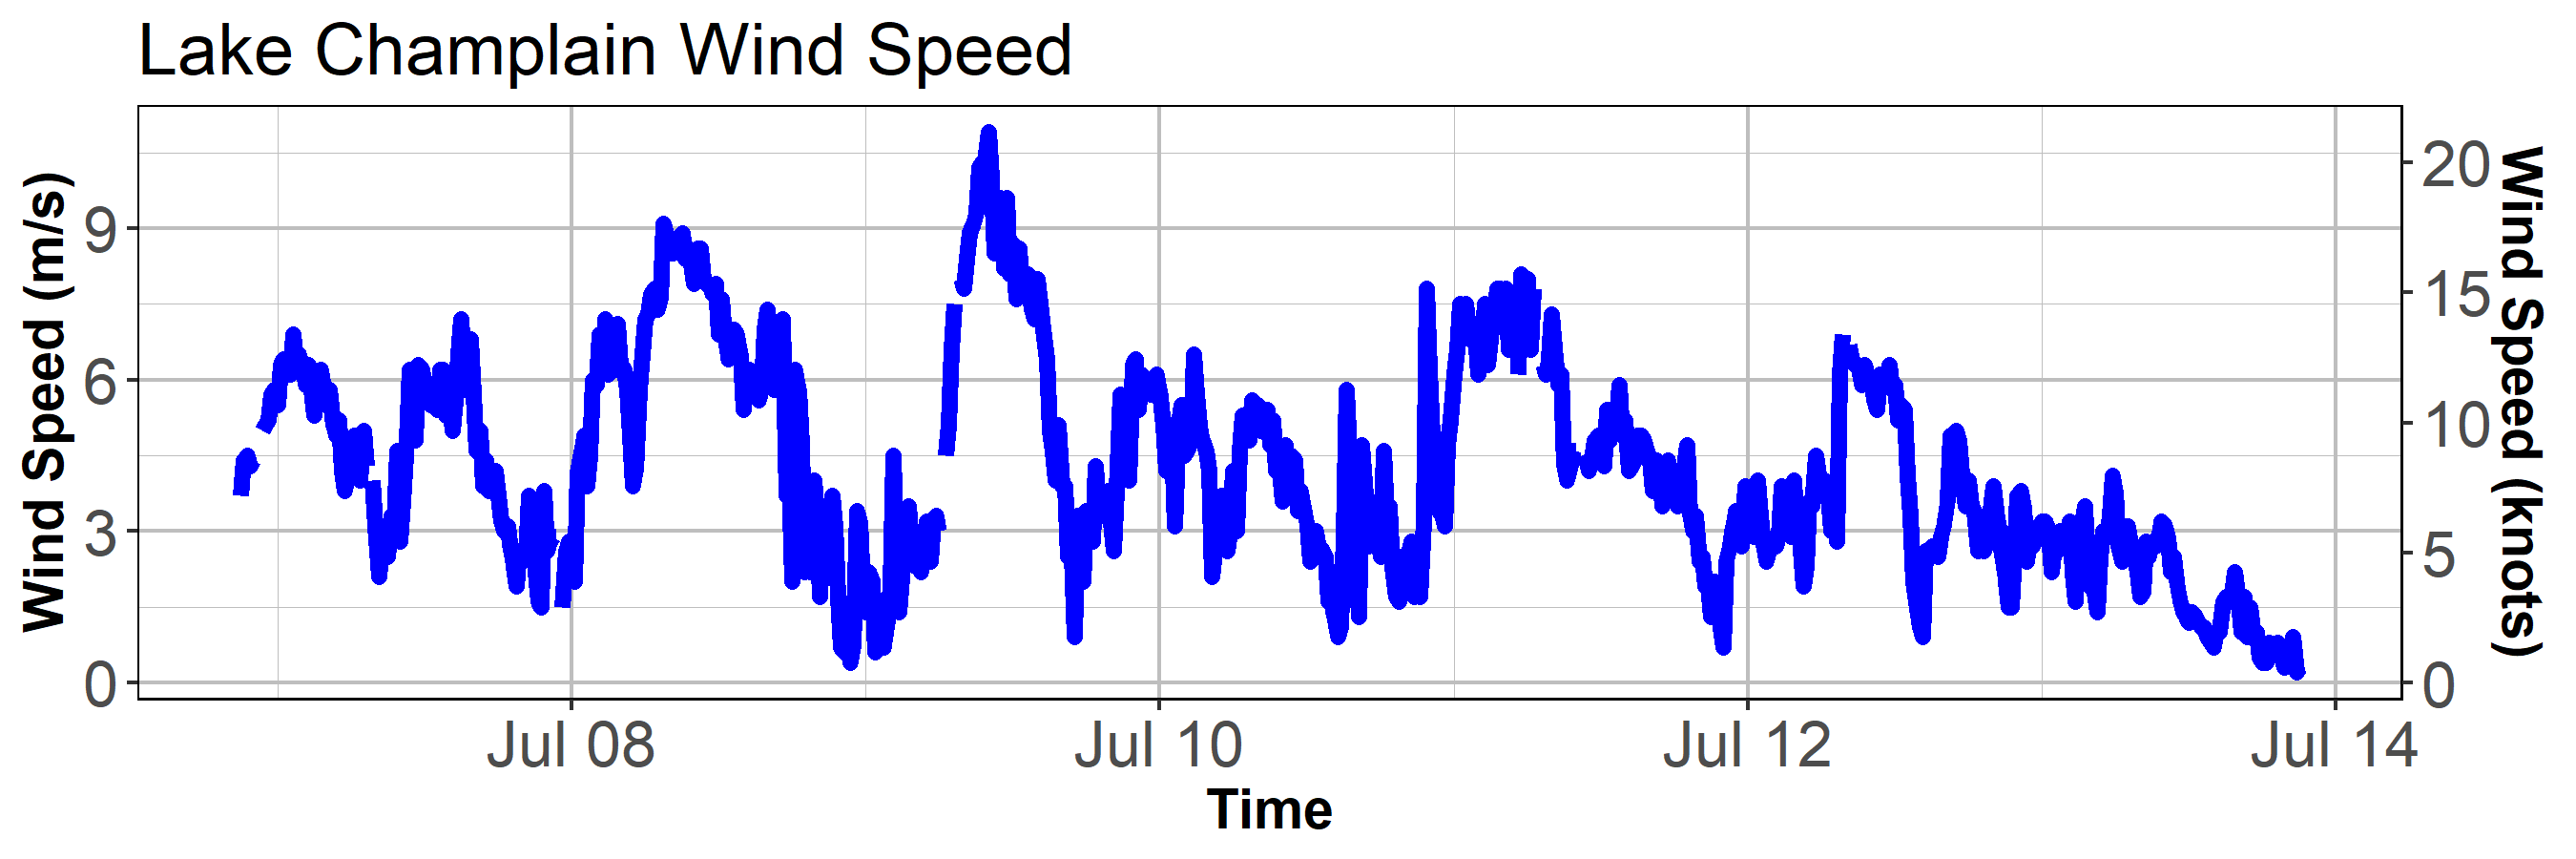 Lake Champlain Wind Speed
Wind Speed (m/s)
9
6
3
0
20
15
10
5
0
Wind Speed (knots)
Jul 08
Jul 10
Jul 12
Jul 14
Time